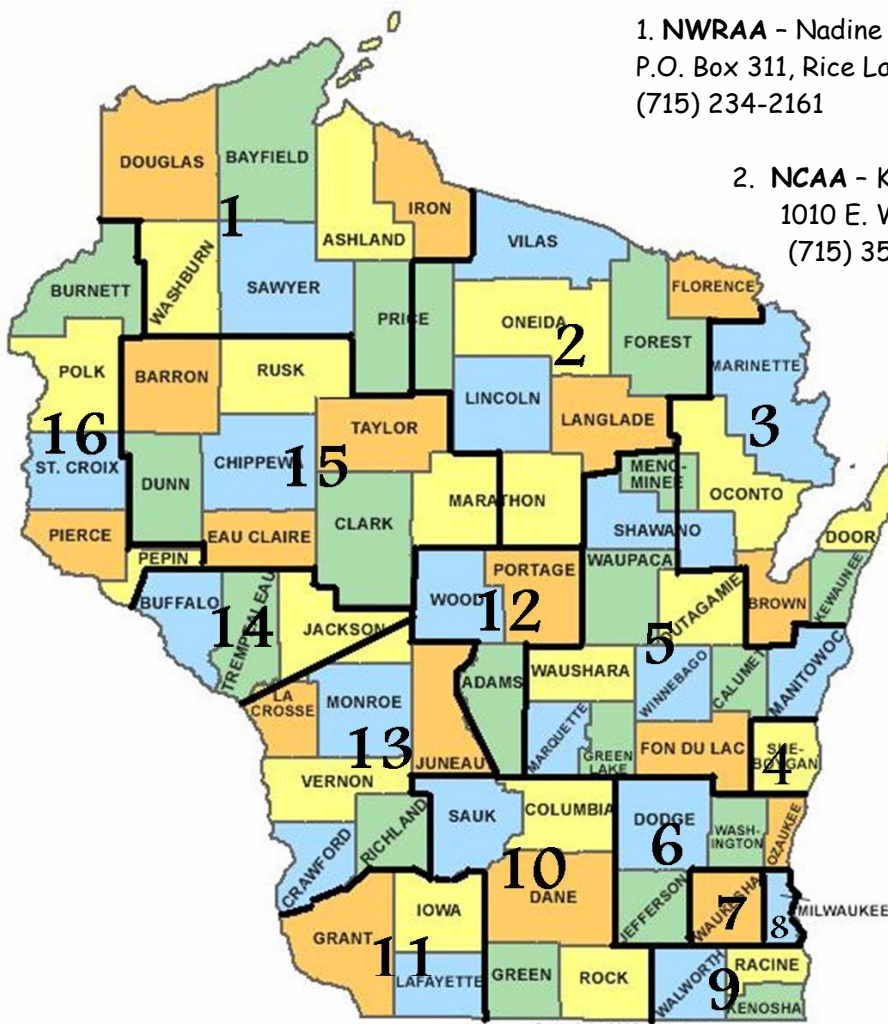 1. NWRAA – Nadine
P.O. Box 311, Rice La
(715) 234-2161
2. NCAA – K
1010 E. W
(715) 35
DOUGLAS
BAYFIELD
IRON
ASHLAND
1
VILAS
WASHBURN
SAWYER
BURNETT
FLORENCE
PRICE
ONEIDA
2
FOREST
MARINETTE
POLK
BARRON
RUSK
LINCOLN
LANGLADE
3
16
TAYLOR
ST. CROIX
CHIPPEWA
15
DUNN
MENO-
MINEE
OCONTO
MARATHON
CLARK
SHAWANO
PIERCE
EAU CLAIRE
DOOR
PEPIN
WAUPACA
PORTAGE
WOOD
12
OUTAGAMIE
BROWN
KEWAUNEE
BUFFALO
TREMPEALEAU
14
JACKSON
5
ADAMS
WAUSHARA
WINNEBAGO
CALUMET
MANITOWOC
LA
CROSSE
MONROE
13
JUNEAU
MARQUETTE
GREEN
LAKE
FON DU LAC
SHE-
BOYGAN
4
VERNON
SAUK
COLUMBIA
DODGE
6
WASH-
INGTON
OZAUKEE
RICHLAND
CRAWFORD
10
DANE
JEFFERSON
WAUKESHA
7
8
MILWAUKEE
IOWA
GRANT
11
LAFAYETTE
GREEN
ROCK
WALWORTH
9
RACINE
KENOSHA